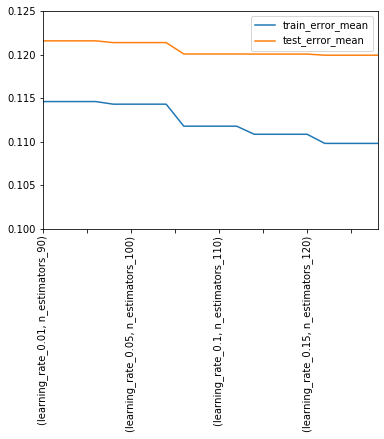 0.125
0.120
0.115
0.110
0.105
0.100
train_error_mean
test_error_mean
(learning_rate_0.01, n_estimators_90)
(learning_rate_0.05, n_estimators_100)
(learning_rate_0.1, n_estimators_110)
(learning_rate_0.15, n_estimators_120)